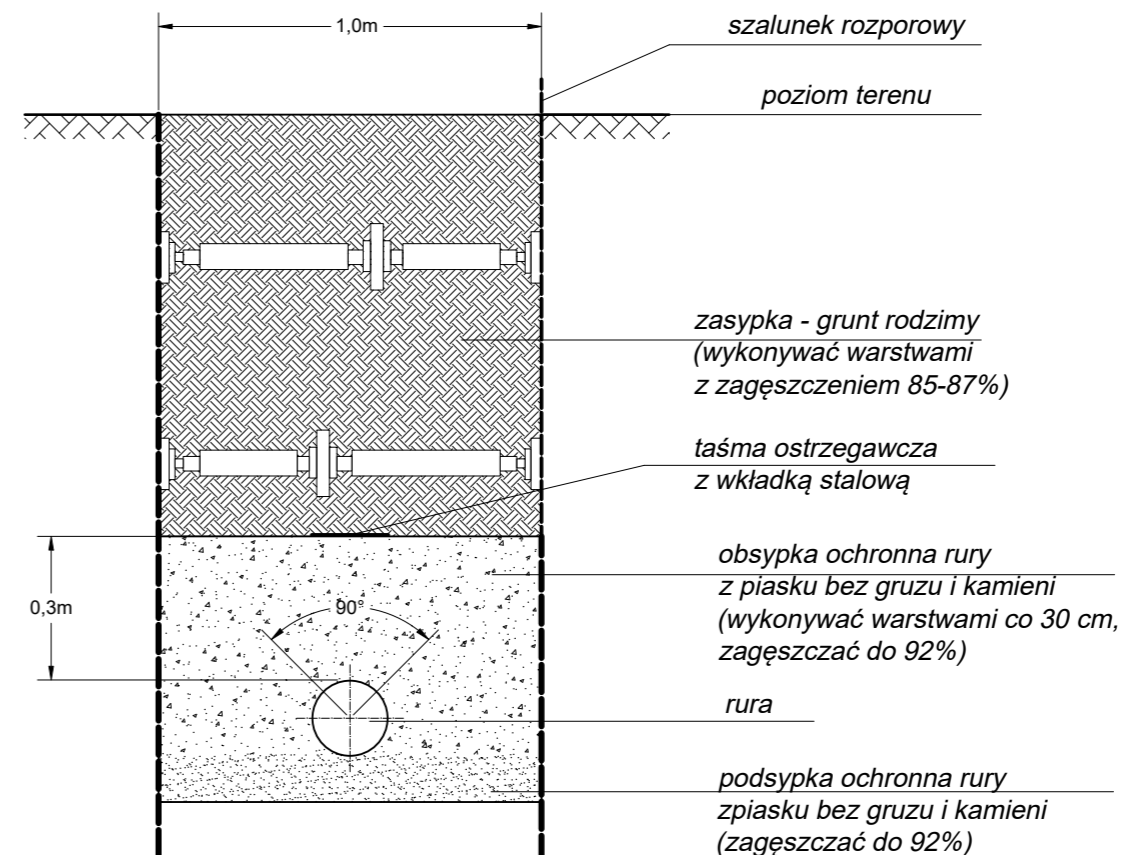 1,0m
szalunek rozporowy
poziom terenu
zasypka - grunt rodzimy
(wykonywać warstwami
z zagęszczeniem 85-87%)
taśma ostrzegawcza
z wkładką stalową
obsypka ochronna rury
z piasku bez gruzu i kamieni
(wykonywać warstwami co 30 cm,
zagęszczać do 92%)
0,3m
90°
rura
podsypka ochronna rury
zpiasku bez gruzu i kamieni
(zagęszczać do 92%)